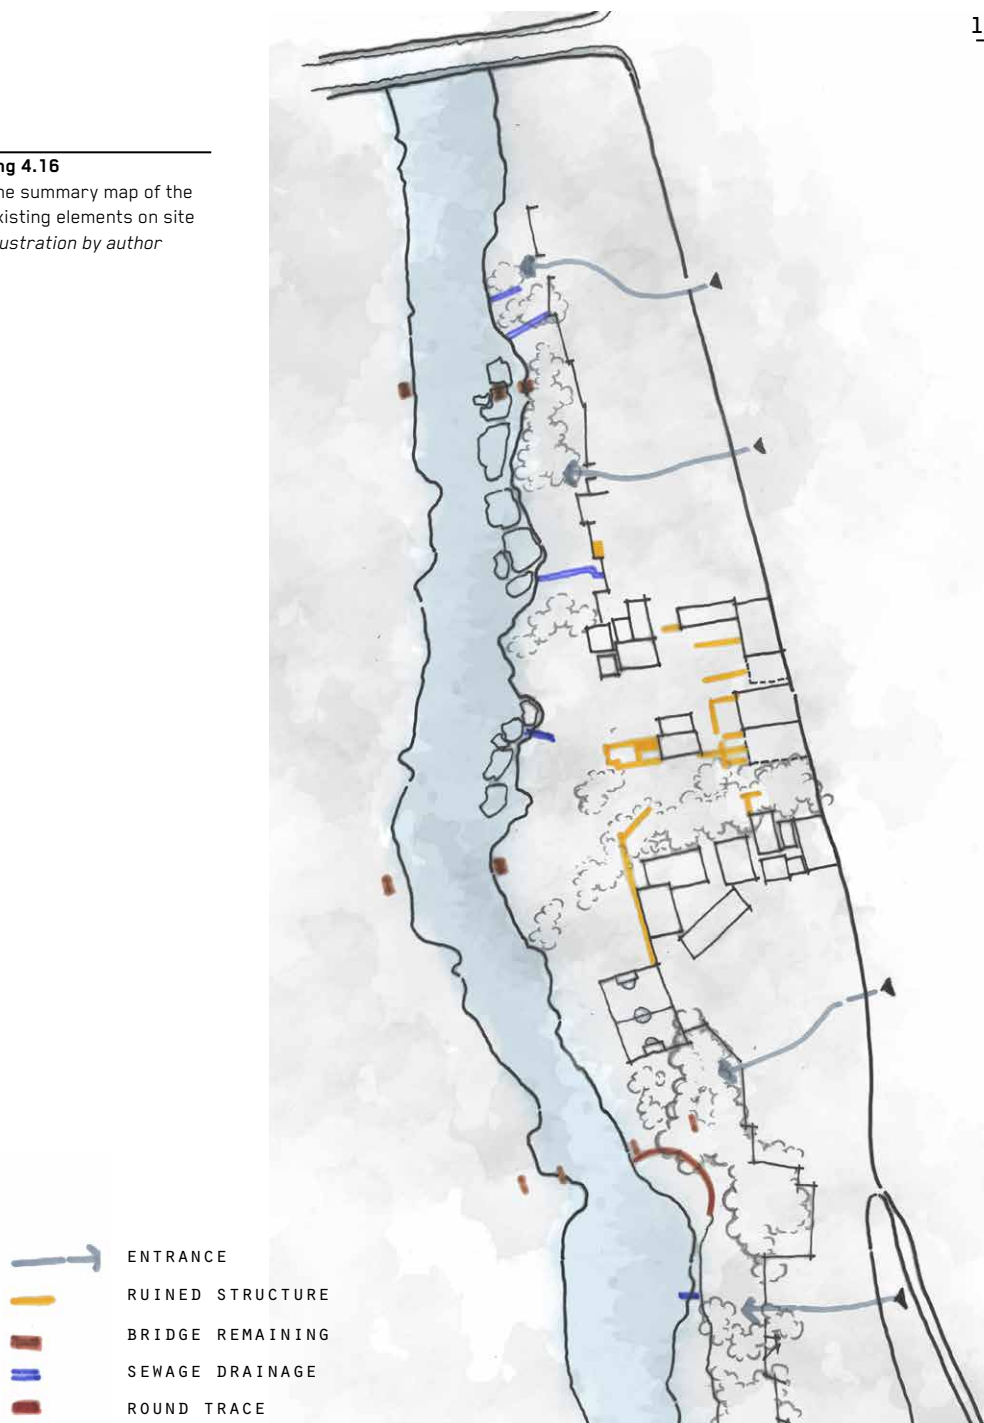 1
ng 4.16
ne summary map of the
xisting elements on site
ustration by author
ENTRANCE
RUINED STRUCTURE
BRIDGE REMAINING
SEWAGE DRAINAGE
ROUND TRACE